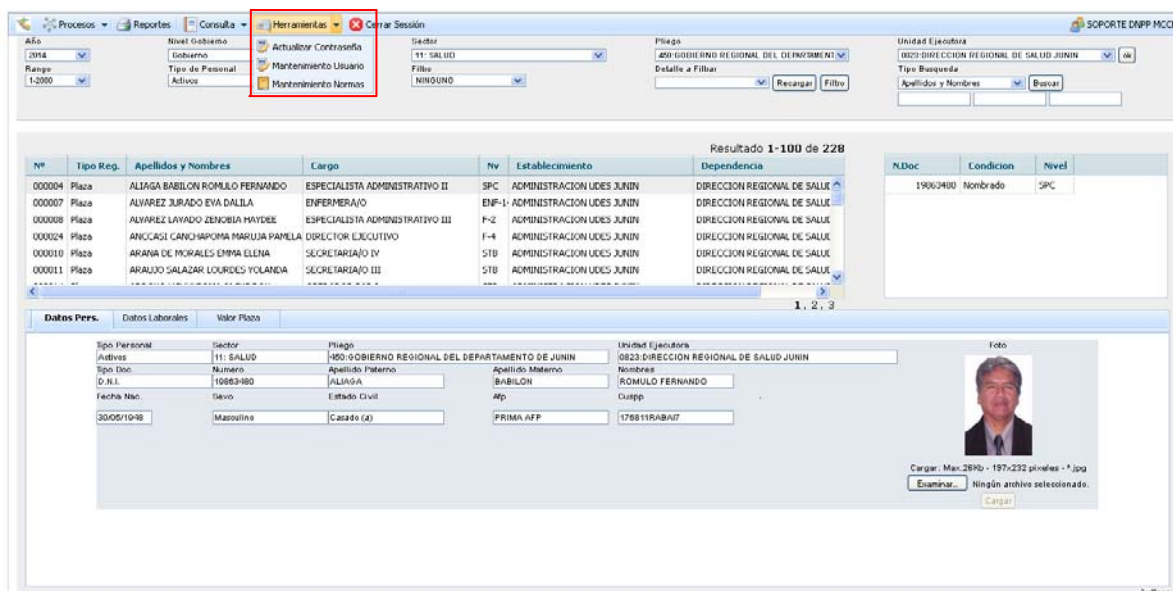 Procesos Reportes Consulta Herramientas Cerrar Sesión SOPORTE DNPP MCCH
Actualizar Contraseña
Mantenimiento Usuario
Mantenimiento Normas
Año Nivel Gobierno Sector Pliego Unidad Ejecutora
2014 Gobierno 11: SALUD 450:GOBIERNO REGIONAL DEL DEPARTAMENT 0823:DIRECCION REGIONAL DE SALUD JUNIN ok
Rango Tipo de Personal Filtro Detalle a Filtrar Tipo Busqueda
1-2000 Activos NINGUNO Recargar Filtro Apellidos y Nombres Buscar
Resultado 1-100 de 228
Nº Tipo Reg. Apellidos y Nombres Cargo Nv Establecimiento Dependencia N.Doc Condicion Nivel
000004 Plaza ALIAGA BABILON ROMULO FERNANDO ESPECIALISTA ADMINISTRATIVO II SPC ADMINISTRACION UDES JUNIN DIRECCION REGIONAL DE SALUD 19863480 Nombrado SPC
000007 Plaza ALVAREZ JURADO EVA DALILA ENFERMERA/O ENF-1 ADMINISTRACION UDES JUNIN DIRECCION REGIONAL DE SALUD
000008 Plaza ALVAREZ LAVADO ZENOBIA HAYDEE ESPECIALISTA ADMINISTRATIVO III F-2 ADMINISTRACION UDES JUNIN DIRECCION REGIONAL DE SALUD
000024 Plaza ANCCASI CANCHAPOMA MARUJA PAMELA DIRECTOR EJECUTIVO F-4 ADMINISTRACION UDES JUNIN DIRECCION REGIONAL DE SALUD
000010 Plaza ARANA DE MORALES EMMA ELENA SECRETARIA/O IV STB ADMINISTRACION UDES JUNIN DIRECCION REGIONAL DE SALUD
000011 Plaza ARAUJO SALAZAR LOURDES YOLANDA SECRETARIA/O III STB ADMINISTRACION UDES JUNIN DIRECCION REGIONAL DE SALUD
1, 2, 3
Datos Pers. Datos Laborales Valor Plaza
Tipo Personal Sector Pliego Unidad Ejecutora Foto
Activos 11: SALUD 450:GOBIERNO REGIONAL DEL DEPARTAMENTO DE JUNIN 0823:DIRECCION REGIONAL DE SALUD JUNIN
Tipo Doc. Numero Apellido Paterno Apellido Materno Nombres
D.N.I. 19863480 ALIAGA BABILON ROMULO FERNANDO
Fecha Nac. Sexo Estado Civil Afp Cuspp
30/05/1948 Masculino Casado (a) PRIMA AFP 176811RABAI7
Cargar: Max.26Kb - 197x232 pixeles - *.jpg
Examinar... Ningún archivo seleccionado.
Cargar